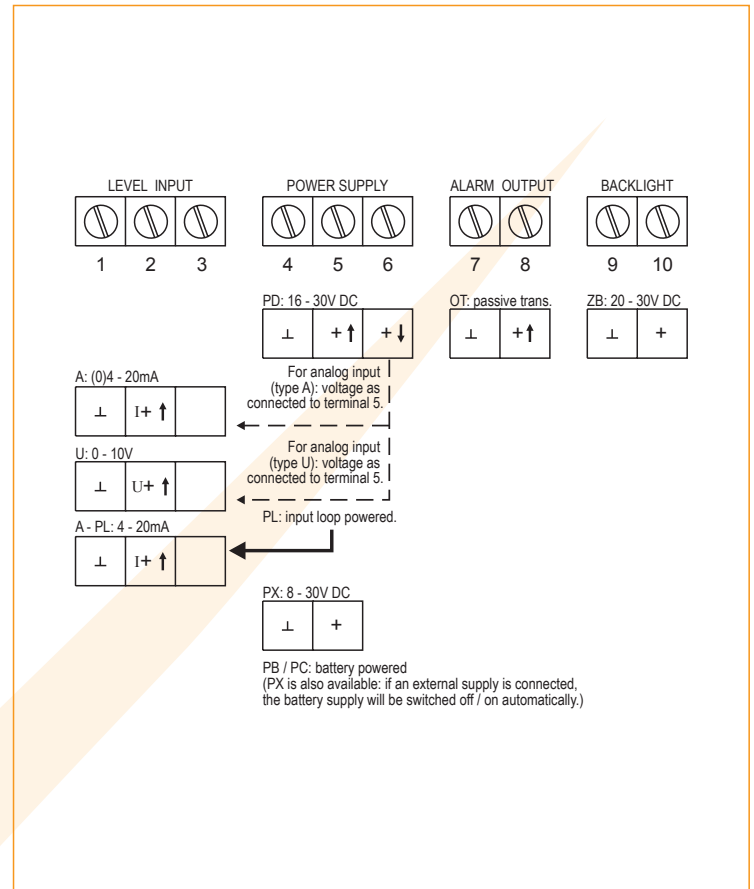 LEVEL INPUT
POWER SUPPLY
ALARM OUTPUT
BACKLIGHT
1 2 3
4 5 6
7 8
9 10
PD: 16 - 30V DC
⊥ +↑ +↓
OT: passive trans.
⊥ +↑
ZB: 20 - 30V DC
⊥ +
For analog input
(type A): voltage as
connected to terminal 5.
A: (0)4 - 20mA
⊥ I+ ↑
For analog input
(type U): voltage as
connected to terminal 5.
U: 0 - 10V
⊥ U+ ↑
PL: input loop powered.
A - PL: 4 - 20mA
⊥ I+ ↑
PX: 8 - 30V DC
⊥ +
PB / PC: battery powered
(PX is also available: if an external supply is connected,
the battery supply will be switched off / on automatically.)